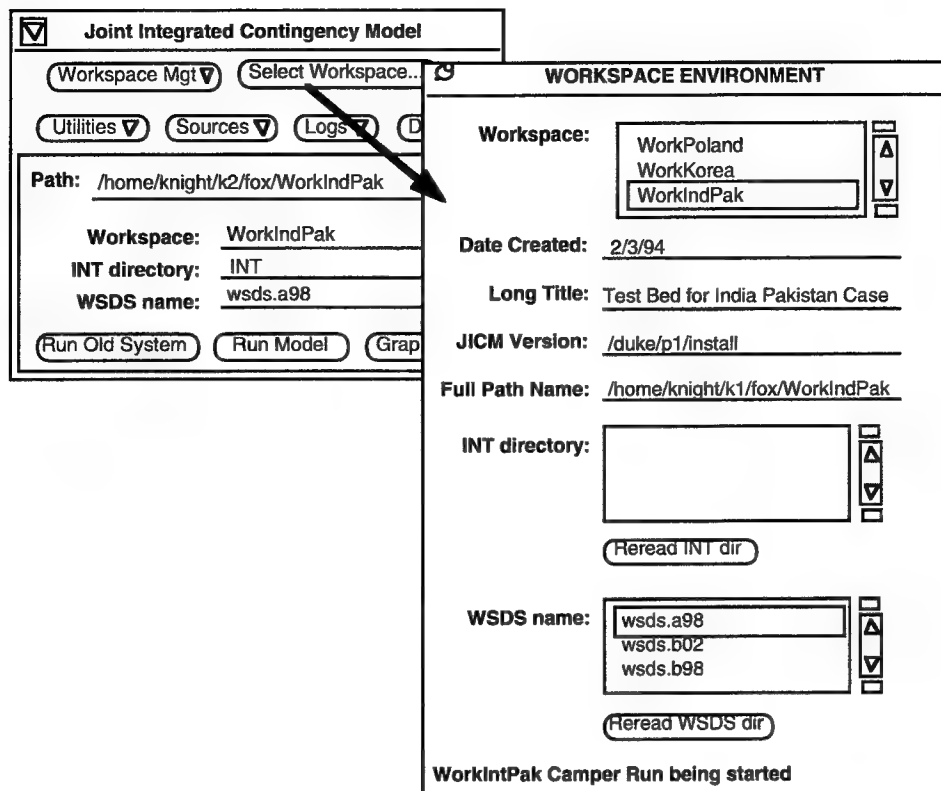 Joint Integrated Contingency Model
Workspace Mgt
Select Workspace...
Utilities
Sources
Logs
D
Path: /home/knight/k2/fox/WorkIndPak
Workspace: WorkIndPak
INT directory: INT
WSDS name: wsds.a98
Run Old System
Run Model
Grap
WORKSPACE ENVIRONMENT
Workspace:
WorkPoland
WorkKorea
WorkIndPak
Date Created: 2/3/94
Long Title: Test Bed for India Pakistan Case
JICM Version: /duke/p1/install
Full Path Name: /home/knight/k1/fox/WorkIndPak
INT directory:
Reread INT dir
WSDS name:
wsds.a98
wsds.b02
wsds.b98
Reread WSDS dir
WorkIntPak Camper Run being started